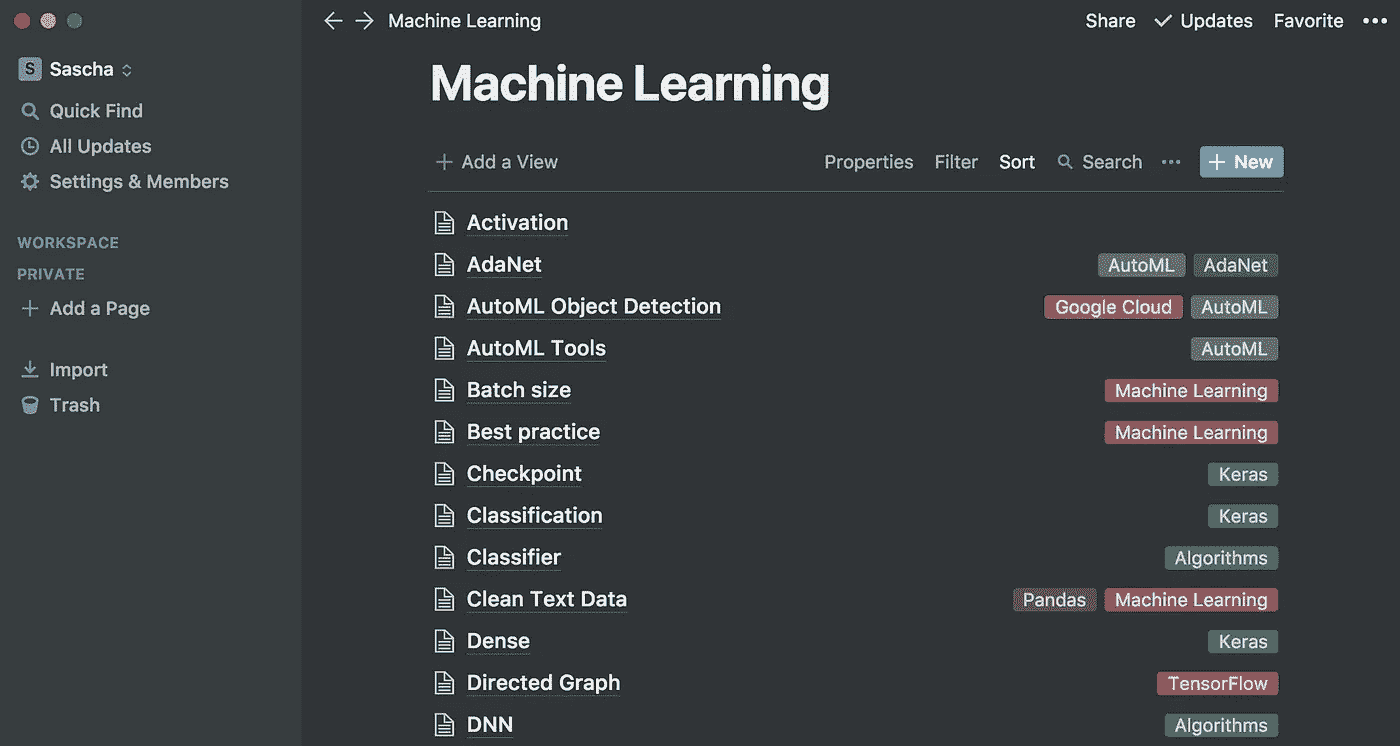 Machine Learning
Share Updates Favorite
S Sascha
Quick Find
All Updates
Settings & Members
WORKSPACE
PRIVATE
Add a Page
Import
Trash
Machine Learning
Add a View
Properties Filter Sort Search New
Activation
AdaNet AutoML AdaNet
AutoML Object Detection Google Cloud AutoML
AutoML Tools AutoML
Batch size Machine Learning
Best practice Machine Learning
Checkpoint Keras
Classification Keras
Classifier Algorithms
Clean Text Data Pandas Machine Learning
Dense Keras
Directed Graph TensorFlow
DNN Algorithms